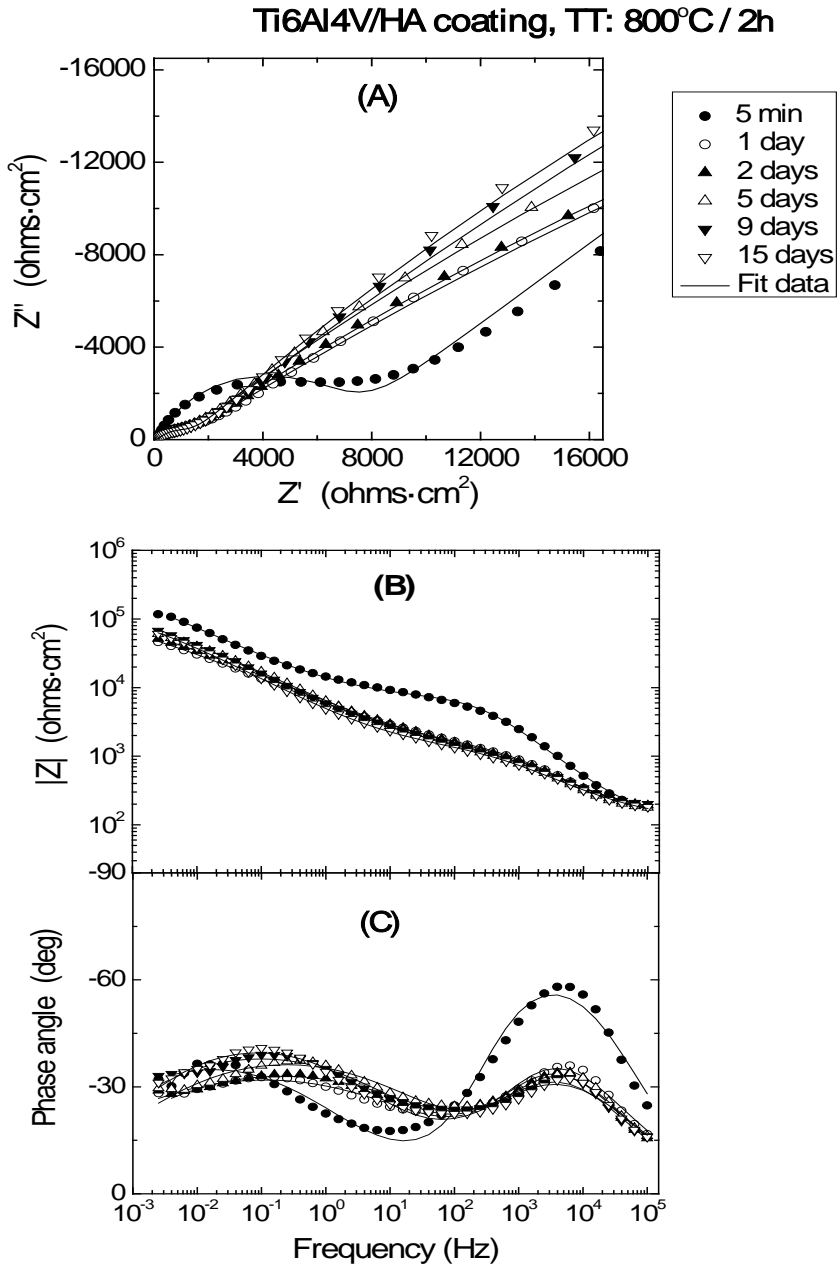 Ti6Al4V/HA coating, TT: 800°C / 2h
-16000
(A)
-12000
-8000
-4000
0
Z'' (ohms·cm²)
0 4000 8000 12000 16000
Z' (ohms·cm²)
5 min
1 day
2 days
5 days
9 days
15 days
Fit data
10⁶
(B)
10⁵
10⁴
10³
10²
|Z| (ohms·cm²)
-90
(C)
-60
-30
0
Phase angle (deg)
10⁻³ 10⁻² 10⁻¹ 10⁰ 10¹ 10² 10³ 10⁴ 10⁵
Frequency (Hz)